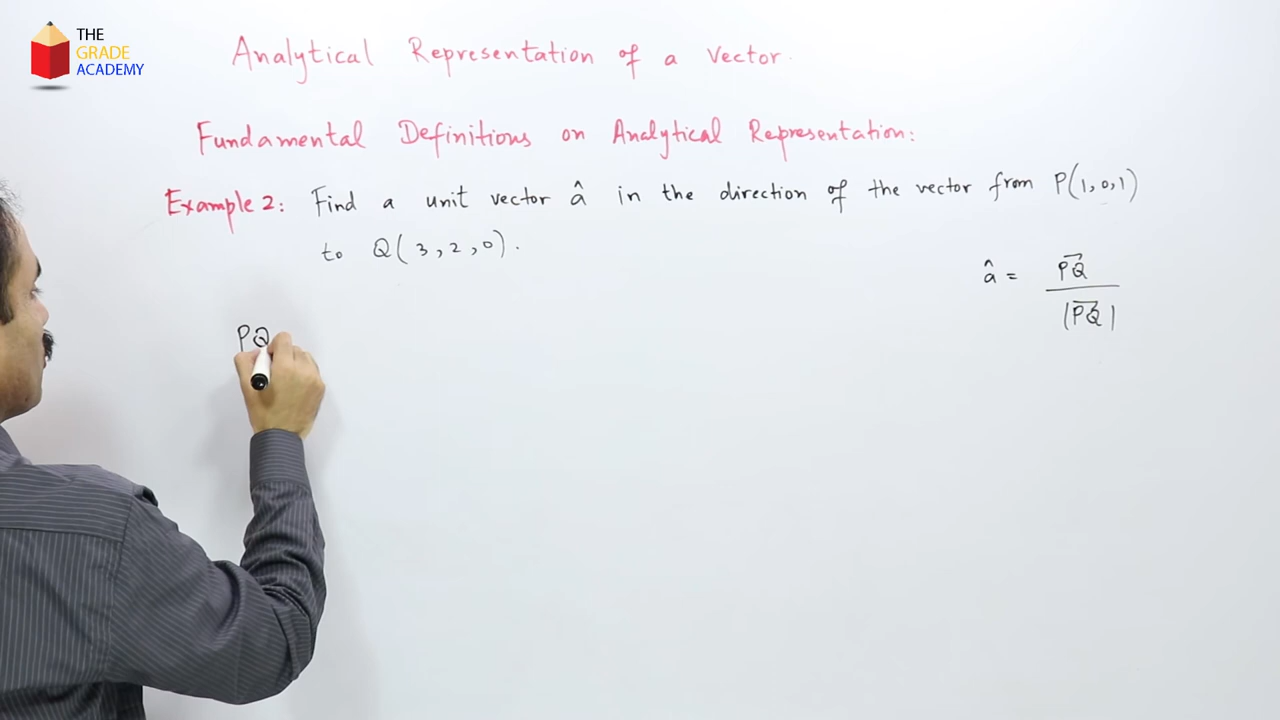 THE
GRADE
ACADEMY
Analytical Representation of a Vector.
Fundamental Definitions on Analytical Representation:
Example 2: Find a unit vector â in the direction of the vector from P(1,0,1)
to Q(3,2,0).
â = PQ⃗ / |PQ⃗|
PQ